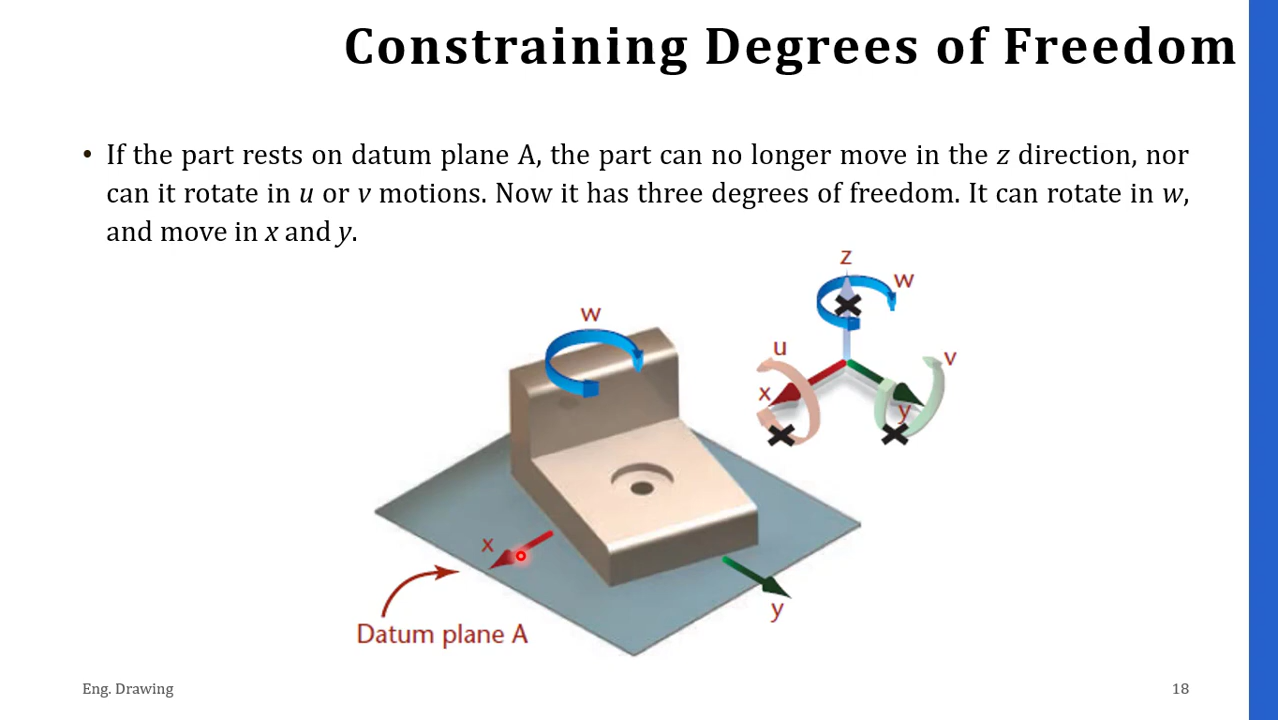 Constraining Degrees of Freedom
• If the part rests on datum plane A, the part can no longer move in the z direction, nor
can it rotate in u or v motions. Now it has three degrees of freedom. It can rotate in w,
and move in x and y.
z
w
w
u
v
x
y
x
y
Datum plane A
Eng. Drawing
18